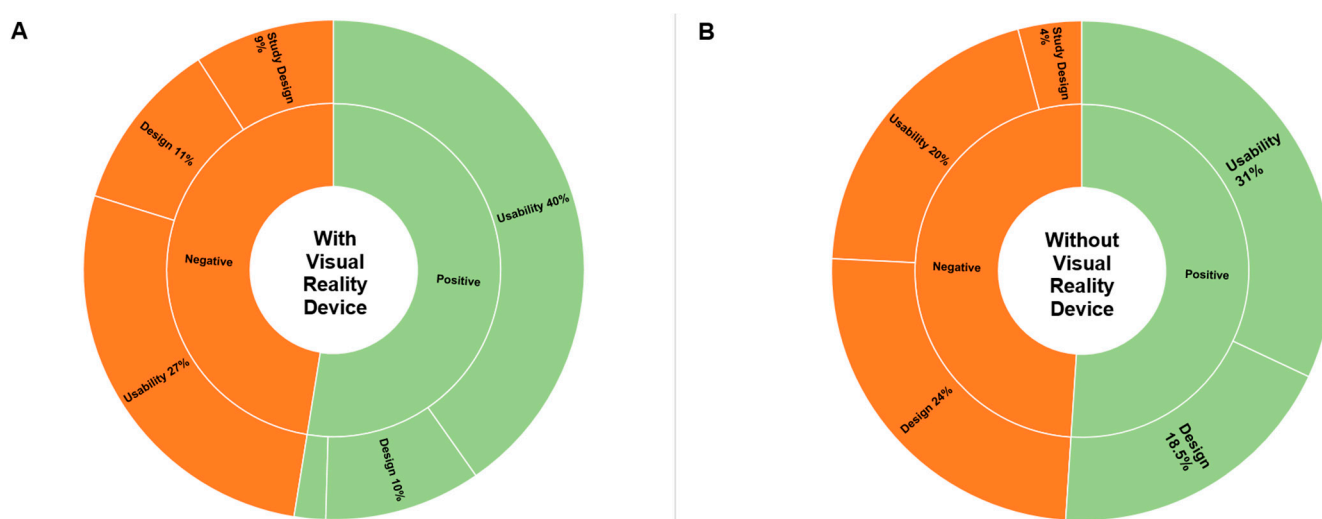 A
Study Design
9%
Design 11%
Usability 27%
Negative
With
Visual
Reality
Device
Positive
Usability 40%
Design 10%
B
Study Design
4%
Usability 20%
Design 24%
Negative
Without
Visual
Reality
Device
Positive
Usability
31%
Design
18.5%